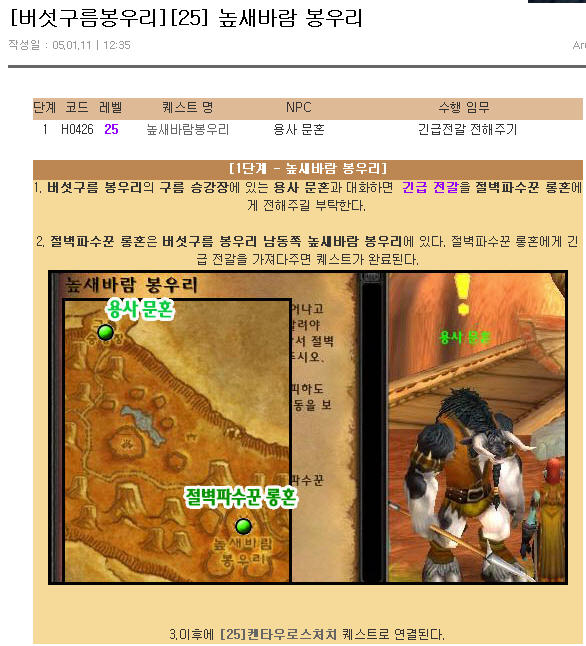 [버섯구름봉우리][25] 높새바람 봉우리
작성일 : 05.01.11 | 12:35
단계 코드 레벨 퀘스트 명 NPC 수행 임무
1 H0426 25 높새바람봉우리 용사 문혼 긴급전갈 전해주기
[1단계 - 높새바람 봉우리]
1. 버섯구름 봉우리의 구름 승강장에 있는 용사 문혼과 대화하면 긴급 전갈을 절벽파수꾼 롱혼에
게 전해주길 부탁한다.
2. 절벽파수꾼 롱혼은 버섯구름 봉우리 남동쪽 높새바람 봉우리에 있다. 절벽파수꾼 롱혼에게 긴
급 전갈을 가져다주면 퀘스트가 완료된다.
높새바람 봉우리
용사 문혼
절벽파수꾼 롱혼
높새바람
봉우리
용사 문혼
3.이후에 [25]켄타우로스처치 퀘스트로 연결된다.